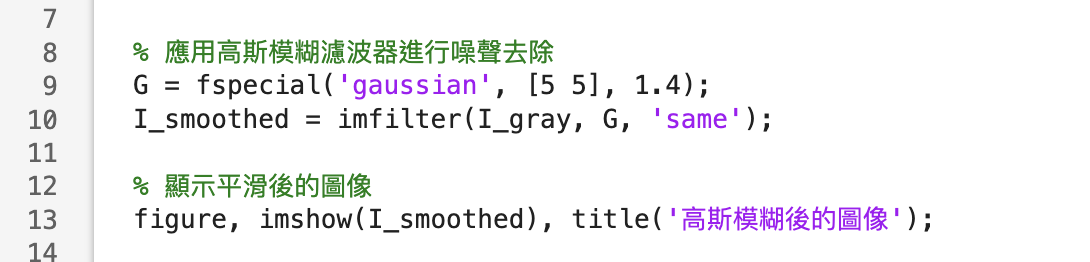 7
8 % 應用高斯模糊濾波器進行噪聲去除
9 G = fspecial('gaussian', [5 5], 1.4);
10 I_smoothed = imfilter(I_gray, G, 'same');
11
12 % 顯示平滑後的圖像
13 figure, imshow(I_smoothed), title('高斯模糊後的圖像');
14